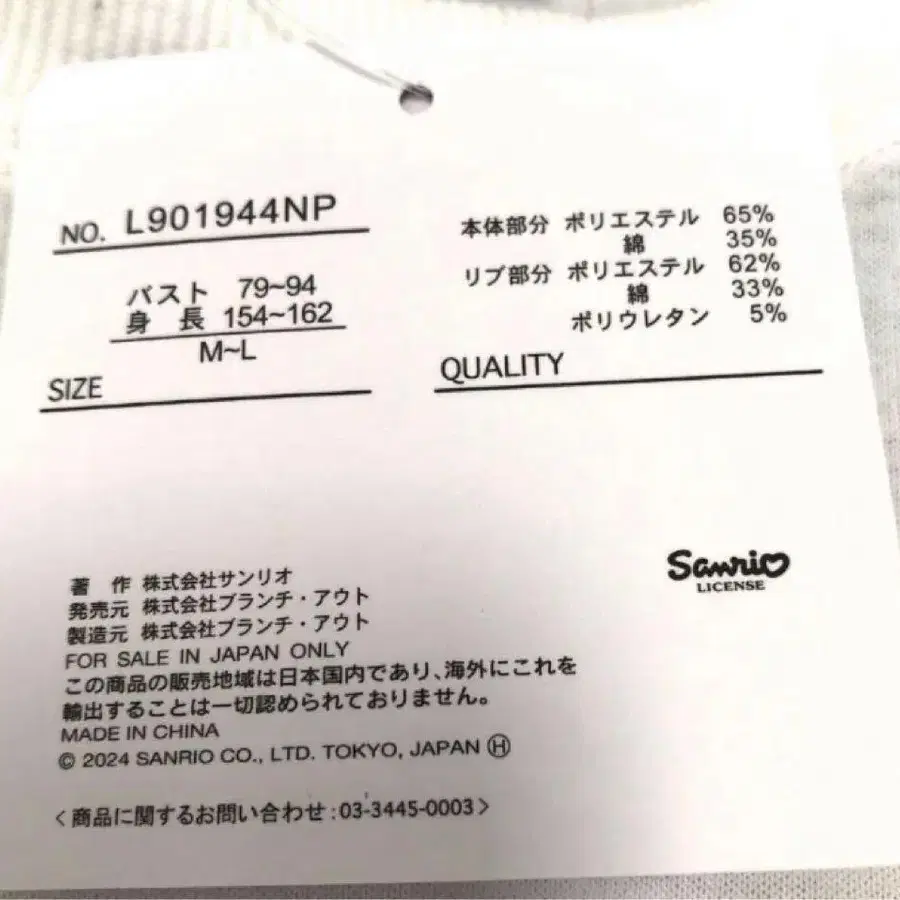 NO. L901944NP
バスト 79~94
身 長 154~162
M~L
SIZE
本体部分 ポリエステル 65%
綿 35%
リブ部分 ポリエステル 62%
綿 33%
ポリウレタン 5%
QUALITY
Sanrio
LICENSE
著 作 株式会社サンリオ
発売元 株式会社ブランチ・アウト
製造元 株式会社ブランチ・アウト
FOR SALE IN JAPAN ONLY
この商品の販売地域は日本国内であり、海外にこれを
輸出することは一切認められておりません。
MADE IN CHINA
© 2024 SANRIO CO., LTD. TOKYO, JAPAN Ⓗ
<商品に関するお問い合わせ:03-3445-0003>